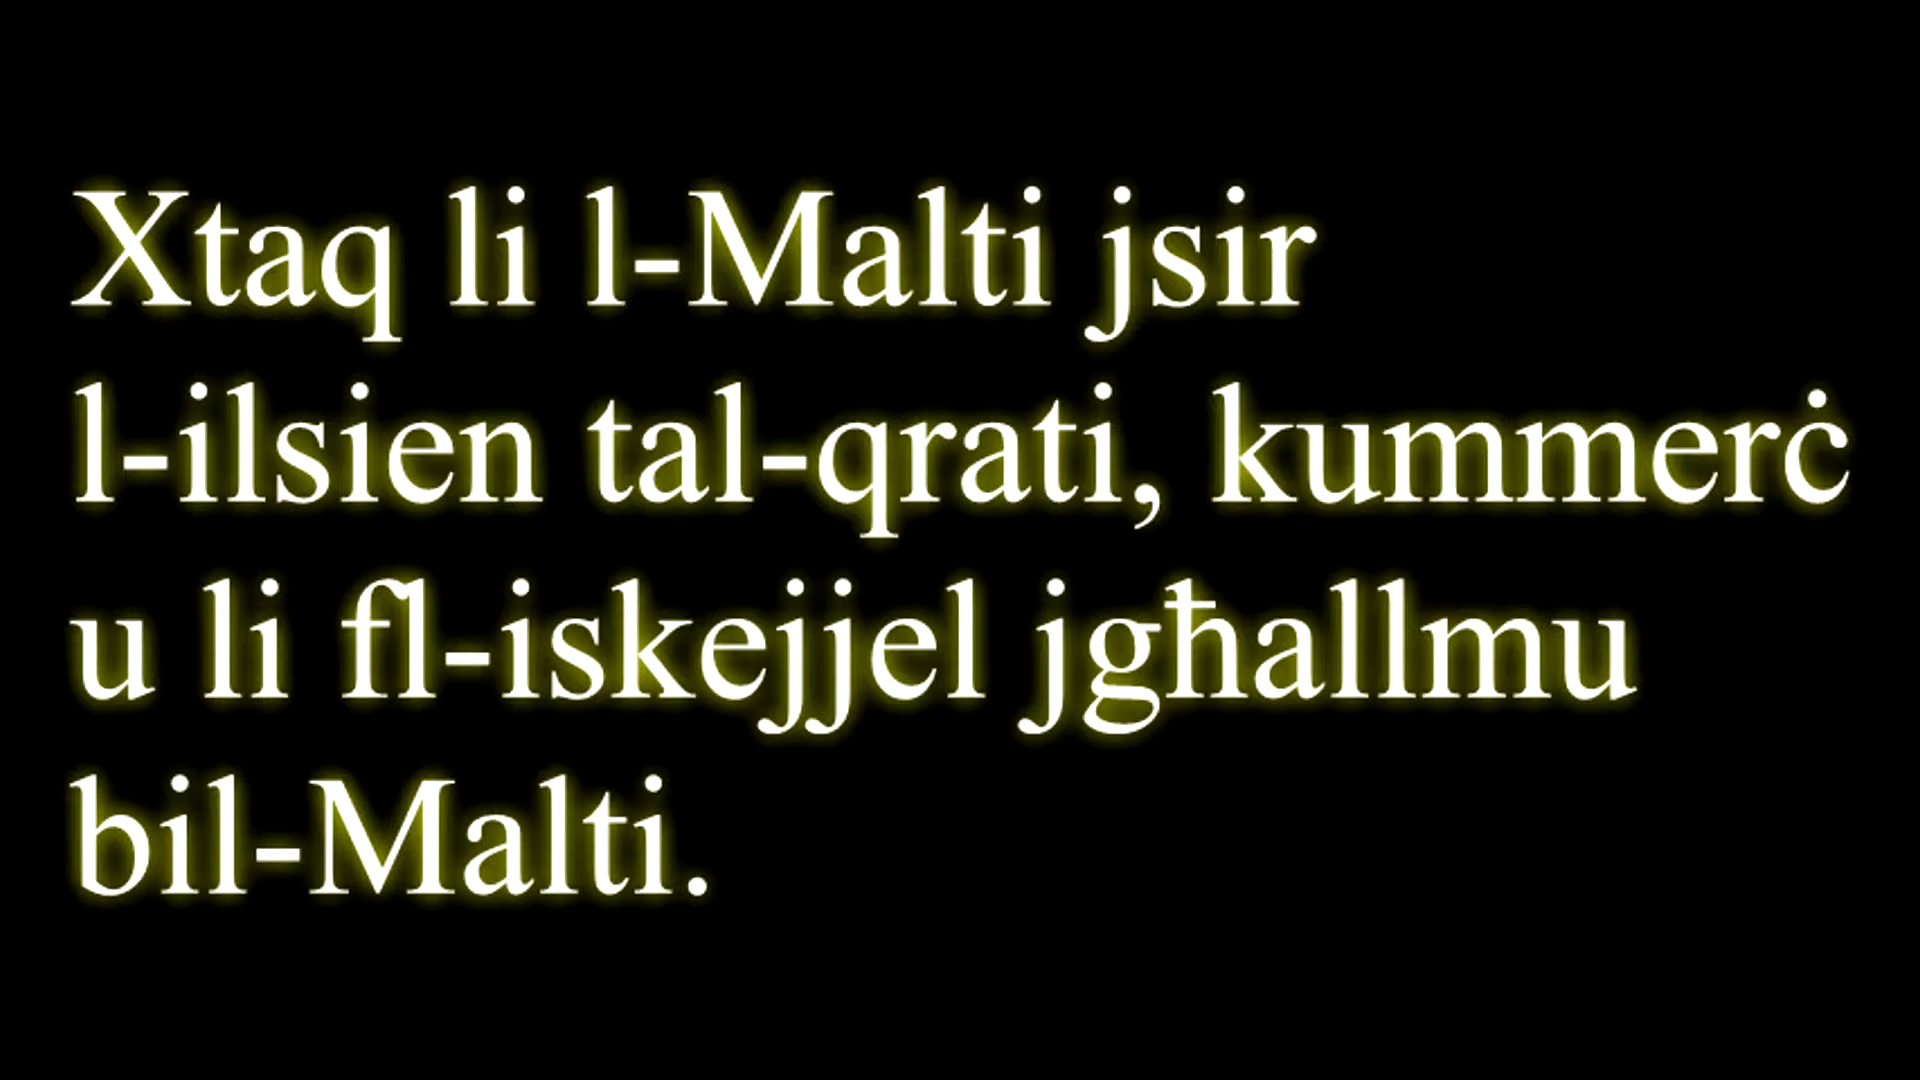 Xtaq li l-Malti jsir
l-ilsien tal-qrati, kummerċ
u li fl-iskejjel jgħallmu
bil-Malti.